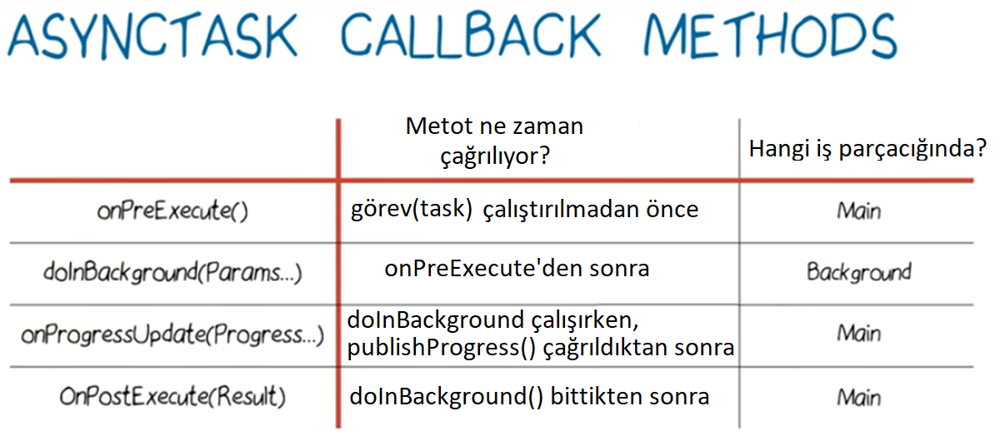 ASYNCTASK CALLBACK METHODS
Metot ne zaman
çağrılıyor?
Hangi iş parçacığında?
onPreExecute()
görev(task) çalıştırılmadan önce
Main
doInBackground(Params...)
onPreExecute'den sonra
Background
onProgressUpdate(Progress...)
doInBackground çalışırken,
publishProgress() çağrıldıktan sonra
Main
OnPostExecute(Result)
doInBackground() bittikten sonra
Main